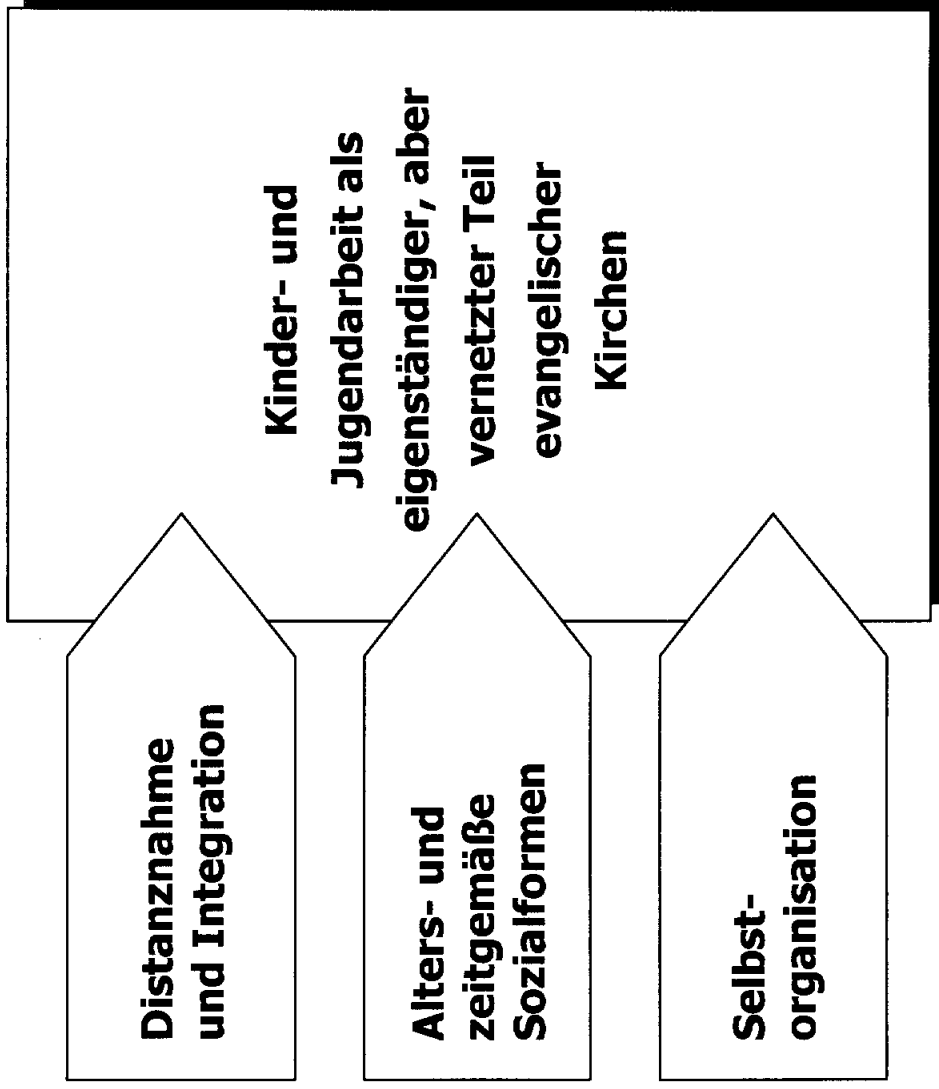 Distanznahme
und Integration
Alters- und
zeitgemäße
Sozialformen
Selbst-
organisation
Kinder- und
Jugendarbeit als
eigenständiger, aber
vernetzter Teil
evangelischer
Kirchen